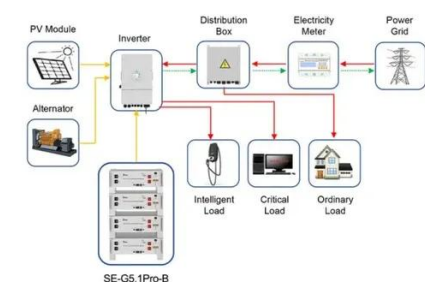 Distribution
Box
Electricity
Meter
Power
Grid
PV Module
Inverter
Alternator
Intelligent
Load
Critical
Load
Ordinary
Load
SE-G5.1Pro-B